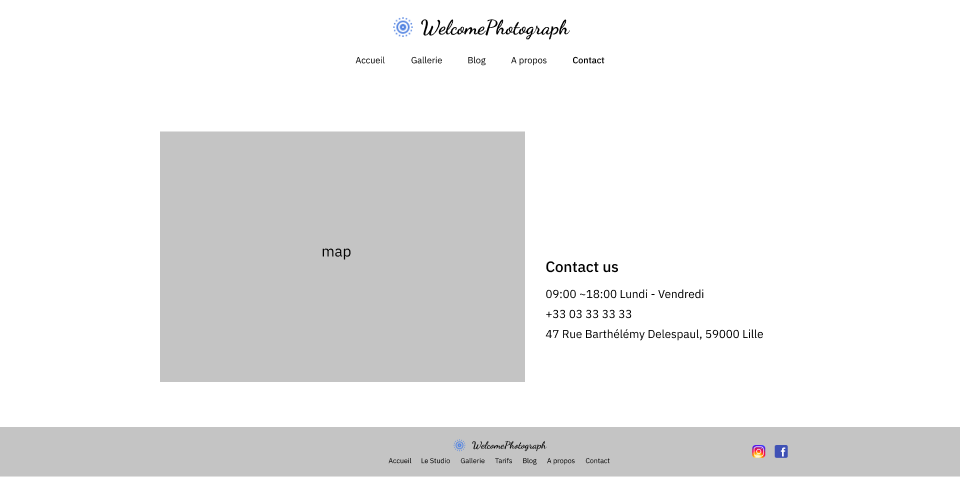 WelcomePhotograph
Accueil Gallerie Blog A propos Contact
map
Contact us
09:00 ~18:00 Lundi - Vendredi
+33 03 33 33 33 33
47 Rue Barthélémy Delespaul, 59000 Lille
WelcomePhotograph
Accueil Le Studio Gallerie Tarifs Blog A propos Contact